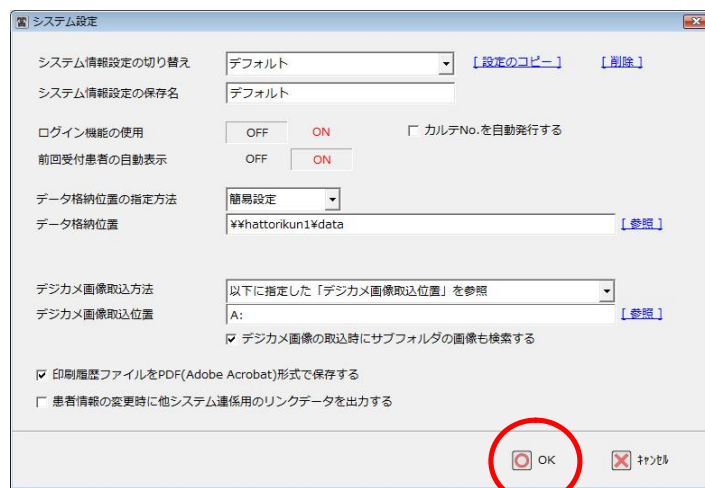 システム設定
システム情報設定の切り替え デフォルト [ 設定のコピー ] [ 削除 ]
システム情報設定の保存名 デフォルト
ログイン機能の使用 OFF ON カルテNo.を自動発行する
前回受付患者の自動表示 OFF ON
データ格納位置の指定方法 簡易設定
データ格納位置 ¥¥hattorikun1¥data [ 参照 ]
デジカメ画像取込方法 以下に指定した「デジカメ画像取込位置」を参照
デジカメ画像取込位置 A: [ 参照 ]
デジカメ画像の取込時にサブフォルダの画像も検索する
印刷履歴ファイルをPDF(Adobe Acrobat)形式で保存する
患者情報の変更時に他システム連係用のリンクデータを出力する
OK ｷｬﾝｾﾙ